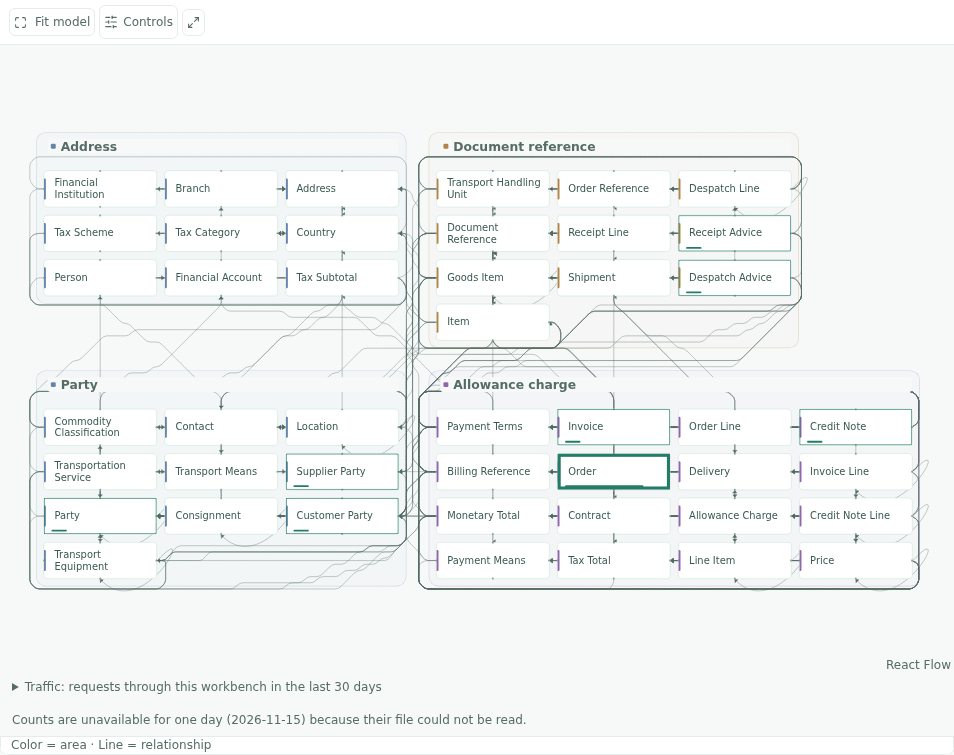 Fit model
Controls
Address
Financial
Institution
Branch
Address
Tax Scheme
Tax Category
Country
Person
Financial Account
Tax Subtotal
Document reference
Transport Handling
Unit
Order Reference
Despatch Line
Document
Reference
Receipt Line
Receipt Advice
Goods Item
Shipment
Despatch Advice
Item
Party
Commodity
Classification
Contact
Location
Transportation
Service
Transport Means
Supplier Party
Party
Consignment
Customer Party
Transport
Equipment
Allowance charge
Payment Terms
Invoice
Order Line
Credit Note
Billing Reference
Order
Delivery
Invoice Line
Monetary Total
Contract
Allowance Charge
Credit Note Line
Payment Means
Tax Total
Line Item
Price
React Flow
Traffic: requests through this workbench in the last 30 days
Counts are unavailable for one day (2026-11-15) because their file could not be read.
Color = area · Line = relationship